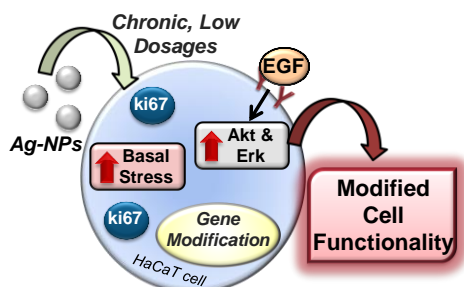 Chronic, Low
Dosages
Ag-NPs
ki67
EGF
Akt &
Erk
Basal
Stress
ki67
Gene
Modification
HaCaT cell
Modified
Cell
Functionality